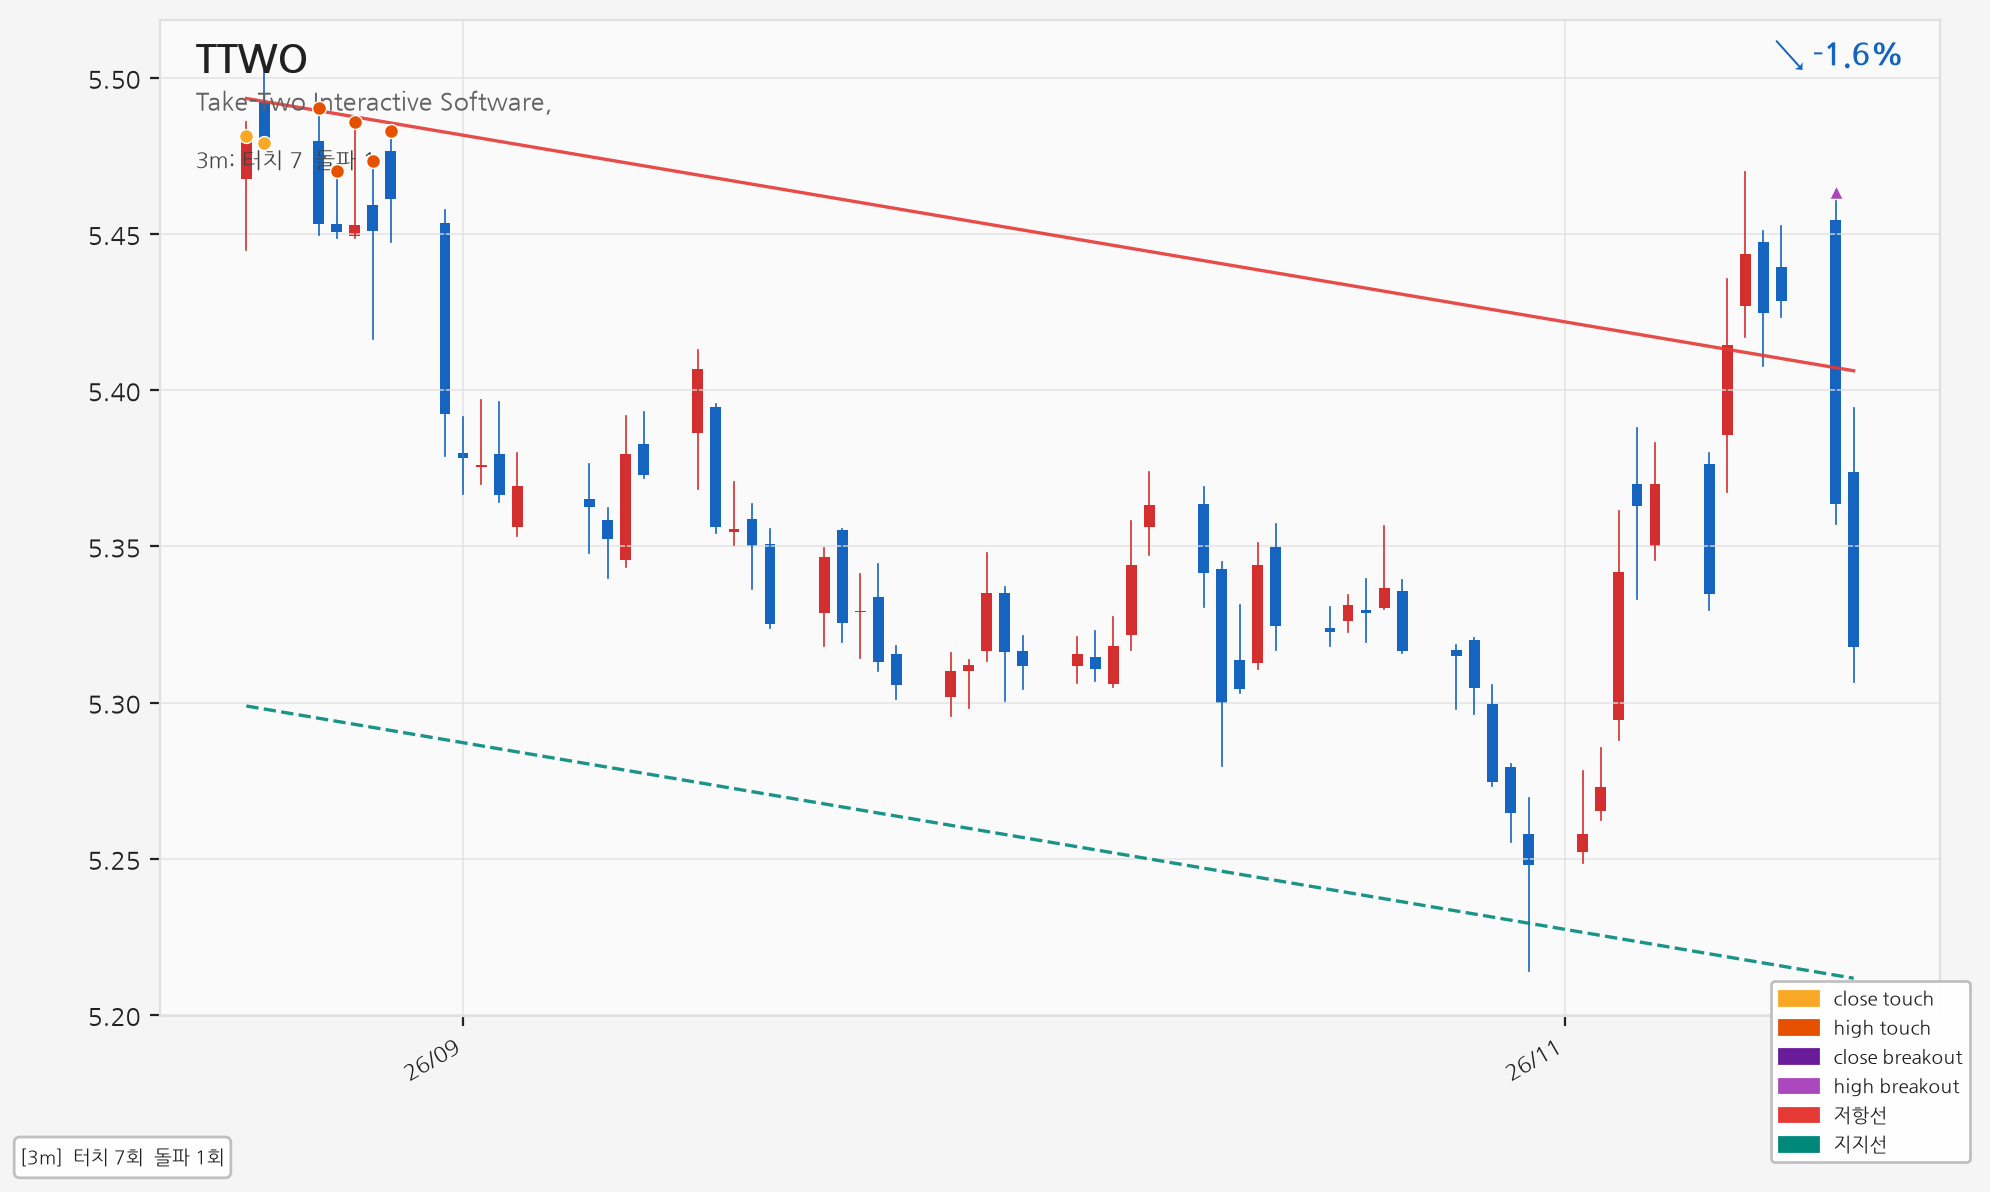 TTWO
-1.6%
Take Two Interactive Software,
3m: 터치 7 돌파 1
5.50
5.45
5.40
5.35
5.30
5.25
5.20
26/09
26/11
close touch
high touch
close breakout
high breakout
저항선
지지선
[3m] 터치 7회 돌파 1회